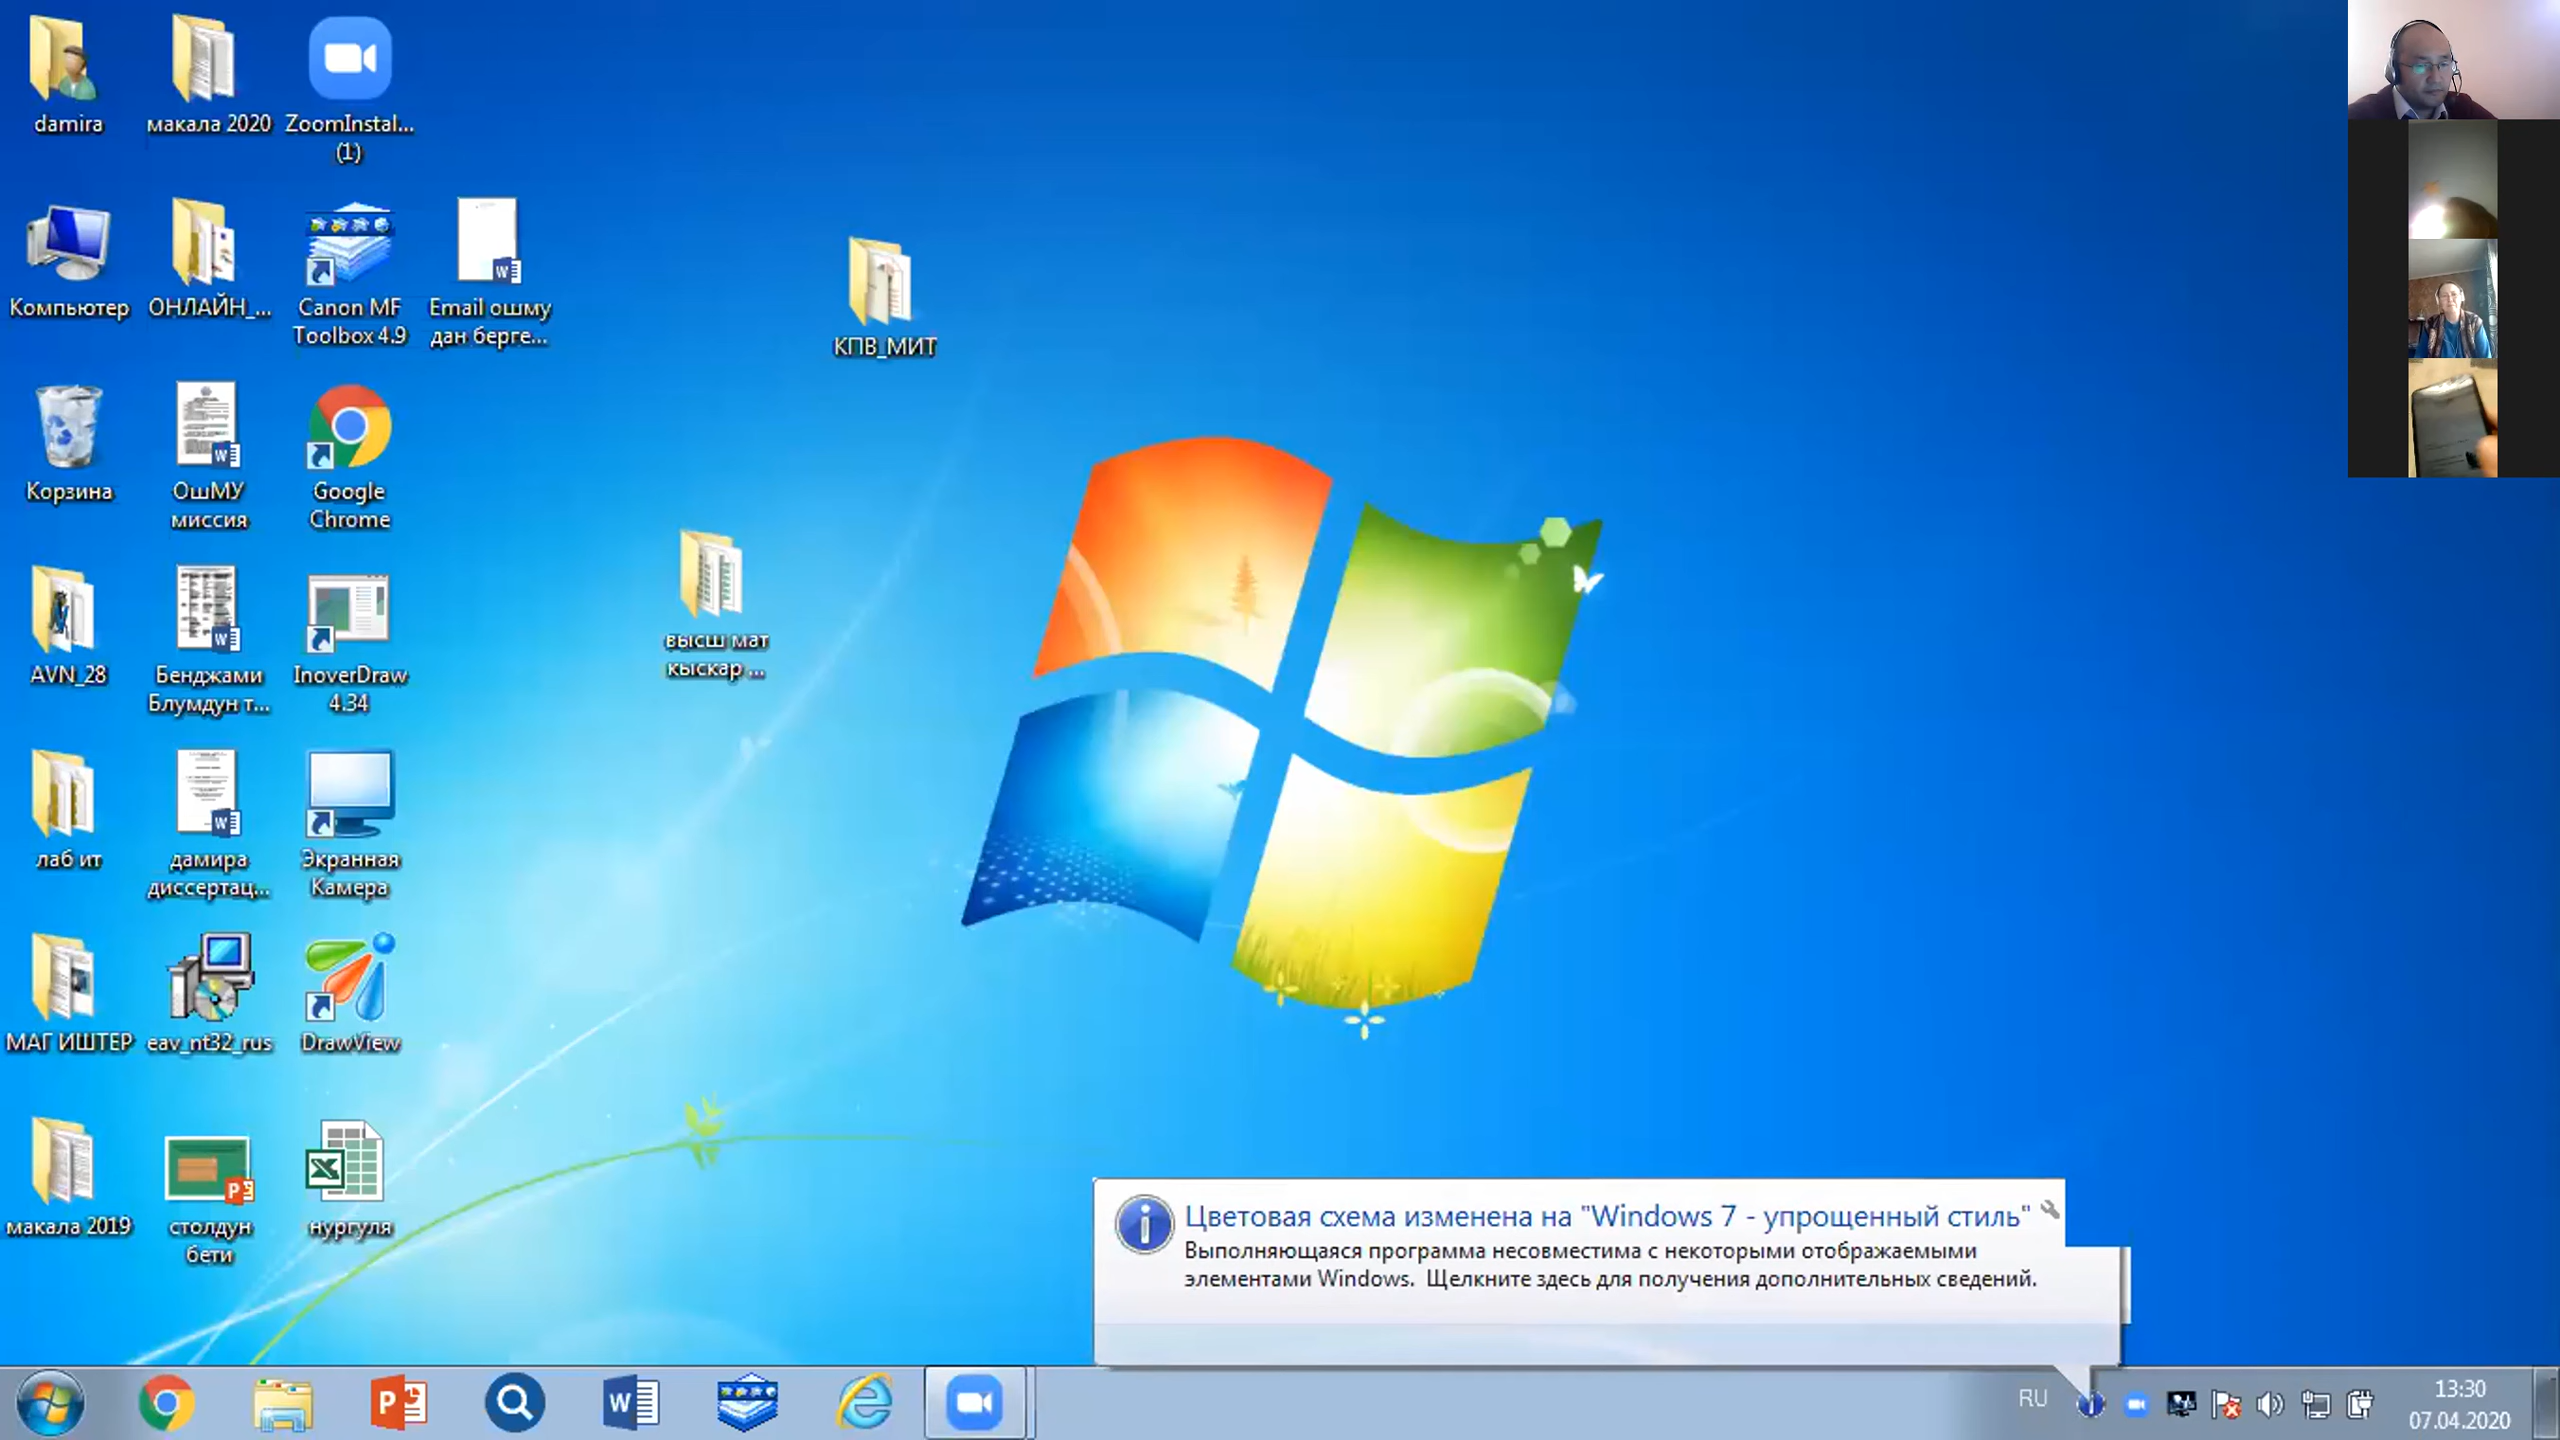 damira
макала 2020
ZoomInstal...
(1)
Компьютер
ОНЛАЙН_...
Canon MF
Toolbox 4.9
Email ошму
дан берге...
КПВ_МИТ
Корзина
ОшМУ
миссия
Google
Chrome
AVN_28
Бенджами
Блумдун т...
InoverDraw
4.34
высш мат
кыскар ...
лаб ит
дамира
диссертац...
Экранная
Камера
МАГ ИШТЕР
eav_nt32_rus
DrawView
макала 2019
столдун
бети
нургуля
Цветовая схема изменена на "Windows 7 - упрощенный стиль"
Выполняющаяся программа несовместима с некоторыми отображаемыми
элементами Windows. Щелкните здесь для получения дополнительных сведений.
RU
13:30
07.04.2020